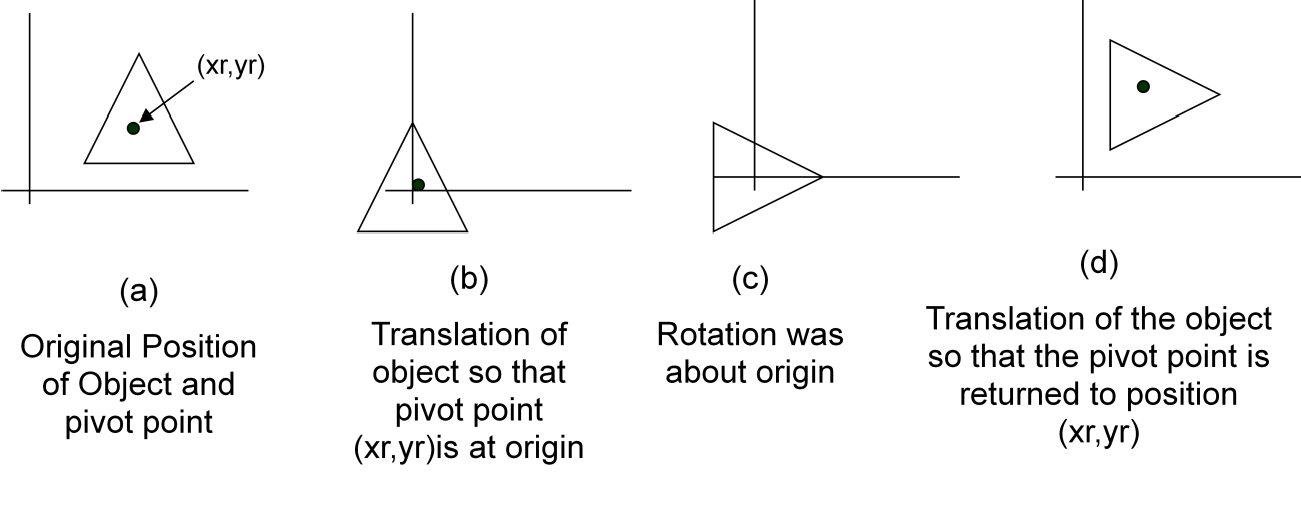 (xr,yr)
(a)
Original Position
of Object and
pivot point
(b)
Translation of
object so that
pivot point
(xr,yr)is at origin
(c)
Rotation was
about origin
(d)
Translation of the object
so that the pivot point is
returned to position
(xr,yr)